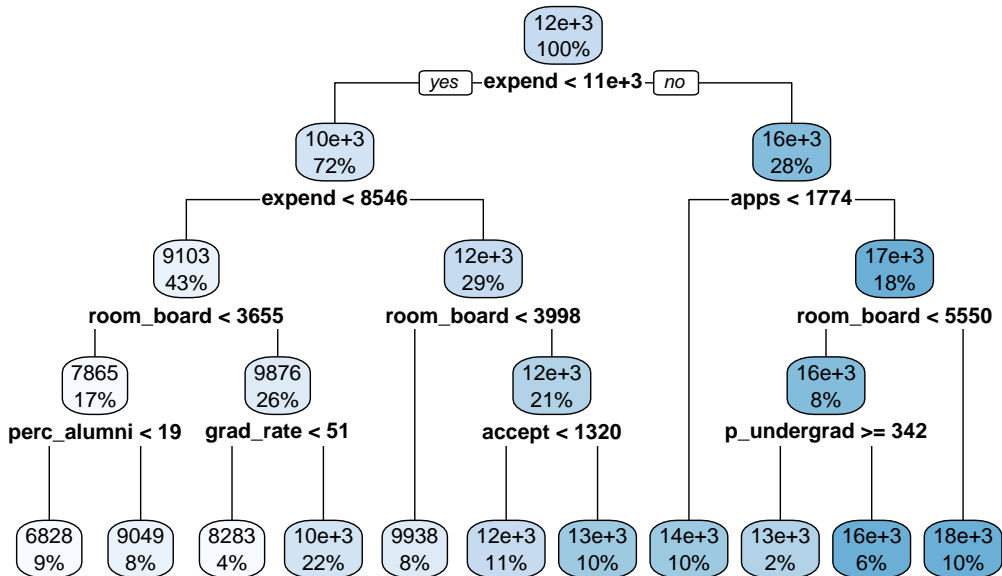 12e+3
100%
yes expend < 11e+3 no
10e+3
72%
16e+3
28%
expend < 8546
apps < 1774
9103
43%
12e+3
29%
17e+3
18%
room_board < 3655
room_board < 3998
room_board < 5550
7865
17%
9876
26%
12e+3
21%
16e+3
8%
perc_alumni < 19
grad_rate < 51
accept < 1320
p_undergrad >= 342
6828
9%
9049
8%
8283
4%
10e+3
22%
9938
8%
12e+3
11%
13e+3
10%
14e+3
10%
13e+3
2%
16e+3
6%
18e+3
10%